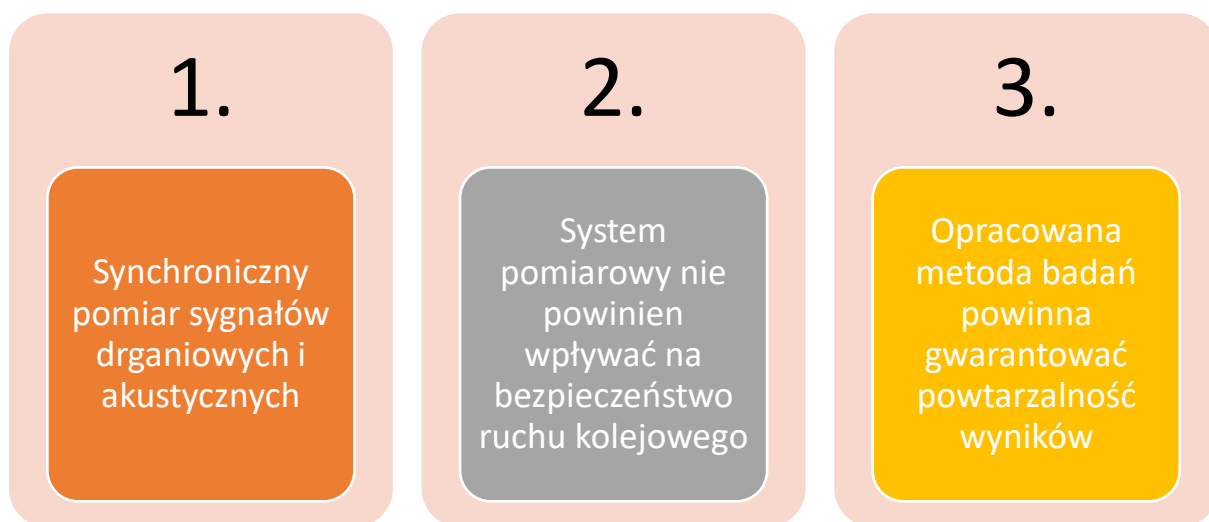 1.
Synchroniczny
pomiar sygnałów
drganiowych i
akustycznych
2.
System
pomiarowy nie
powinien
wpływać na
bezpieczeństwo
ruchu kolejowego
3.
Opracowana
metoda badań
powinna
gwarantować
powtarzalność
wyników